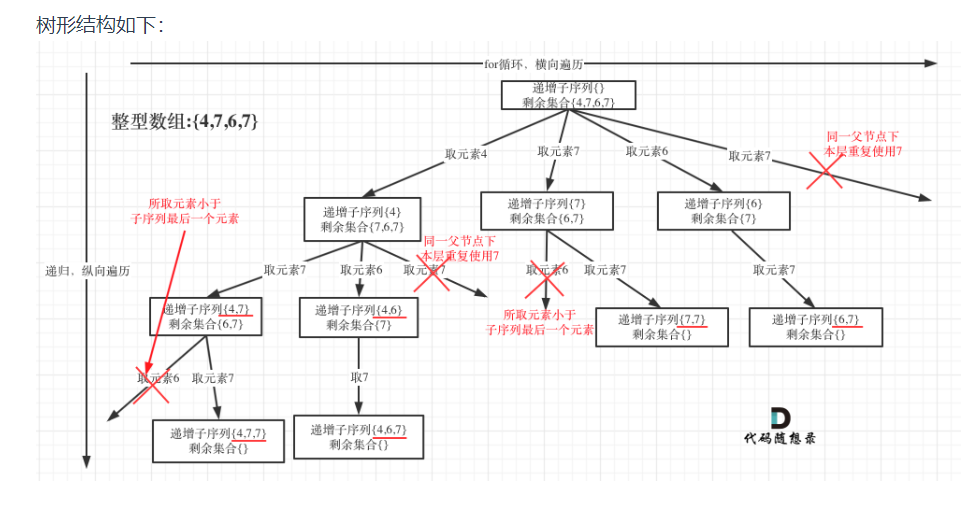 树形结构如下：
for循环，横向遍历
递增子序列{}
剩余集合{4,7,6,7}
整型数组:{4,7,6,7}
同一父节点下
本层重复使用7
取元素4
取元素7
取元素6
取元素7
所取元素小于
子序列最后一个元素
递增子序列{4}
剩余集合{7,6,7}
递增子序列{7}
剩余集合{6,7}
递增子序列{6}
剩余集合{7}
同一父节点下
本层重复使用7
递归，纵向遍历
取元素7
取元素6
取元素7
取元素6
取元素7
取元素7
递增子序列{4,7}
剩余集合{6,7}
递增子序列{4,6}
剩余集合{7}
所取元素小于
子序列最后一个元素
递增子序列{7,7}
剩余集合{}
递增子序列{6,7}
剩余集合{}
取元素6
取元素7
取7
递增子序列{4,7,7}
剩余集合{}
递增子序列{4,6,7}
剩余集合{}
代码随想录